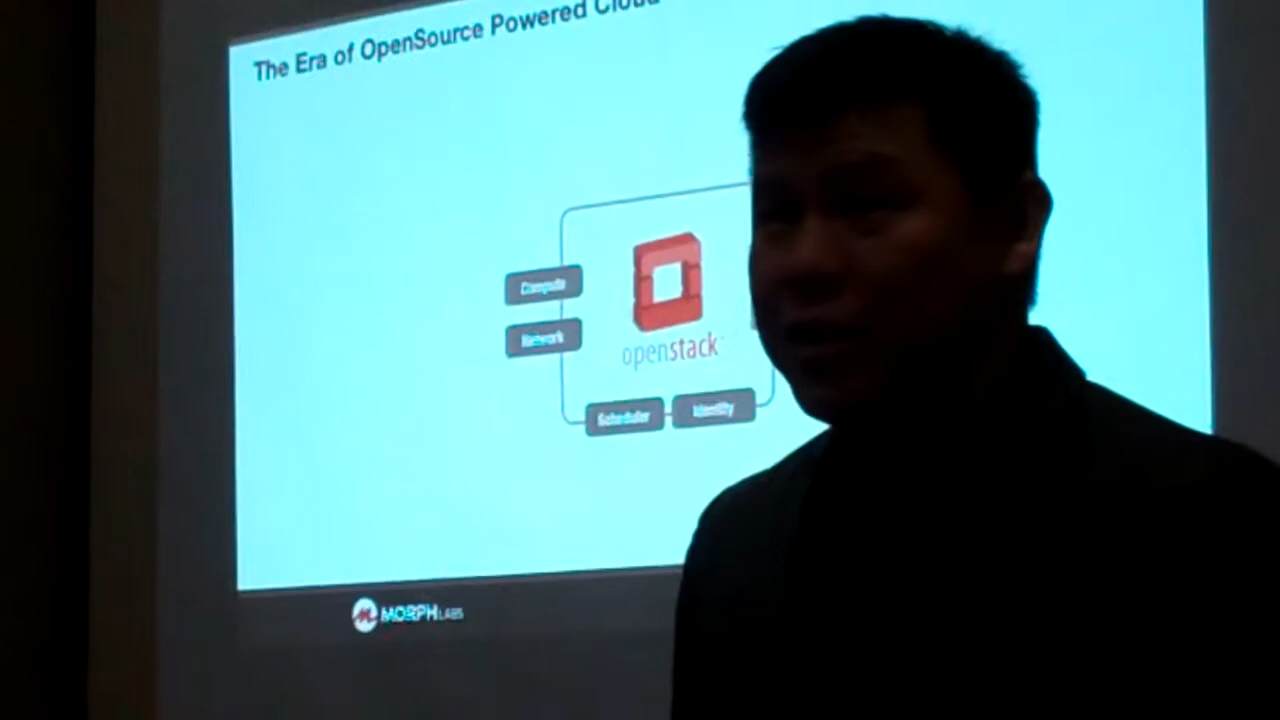 The Era of OpenSource Powered Cloud
Compute
Network
openstack
Scheduler
Identity
MORPHLABS